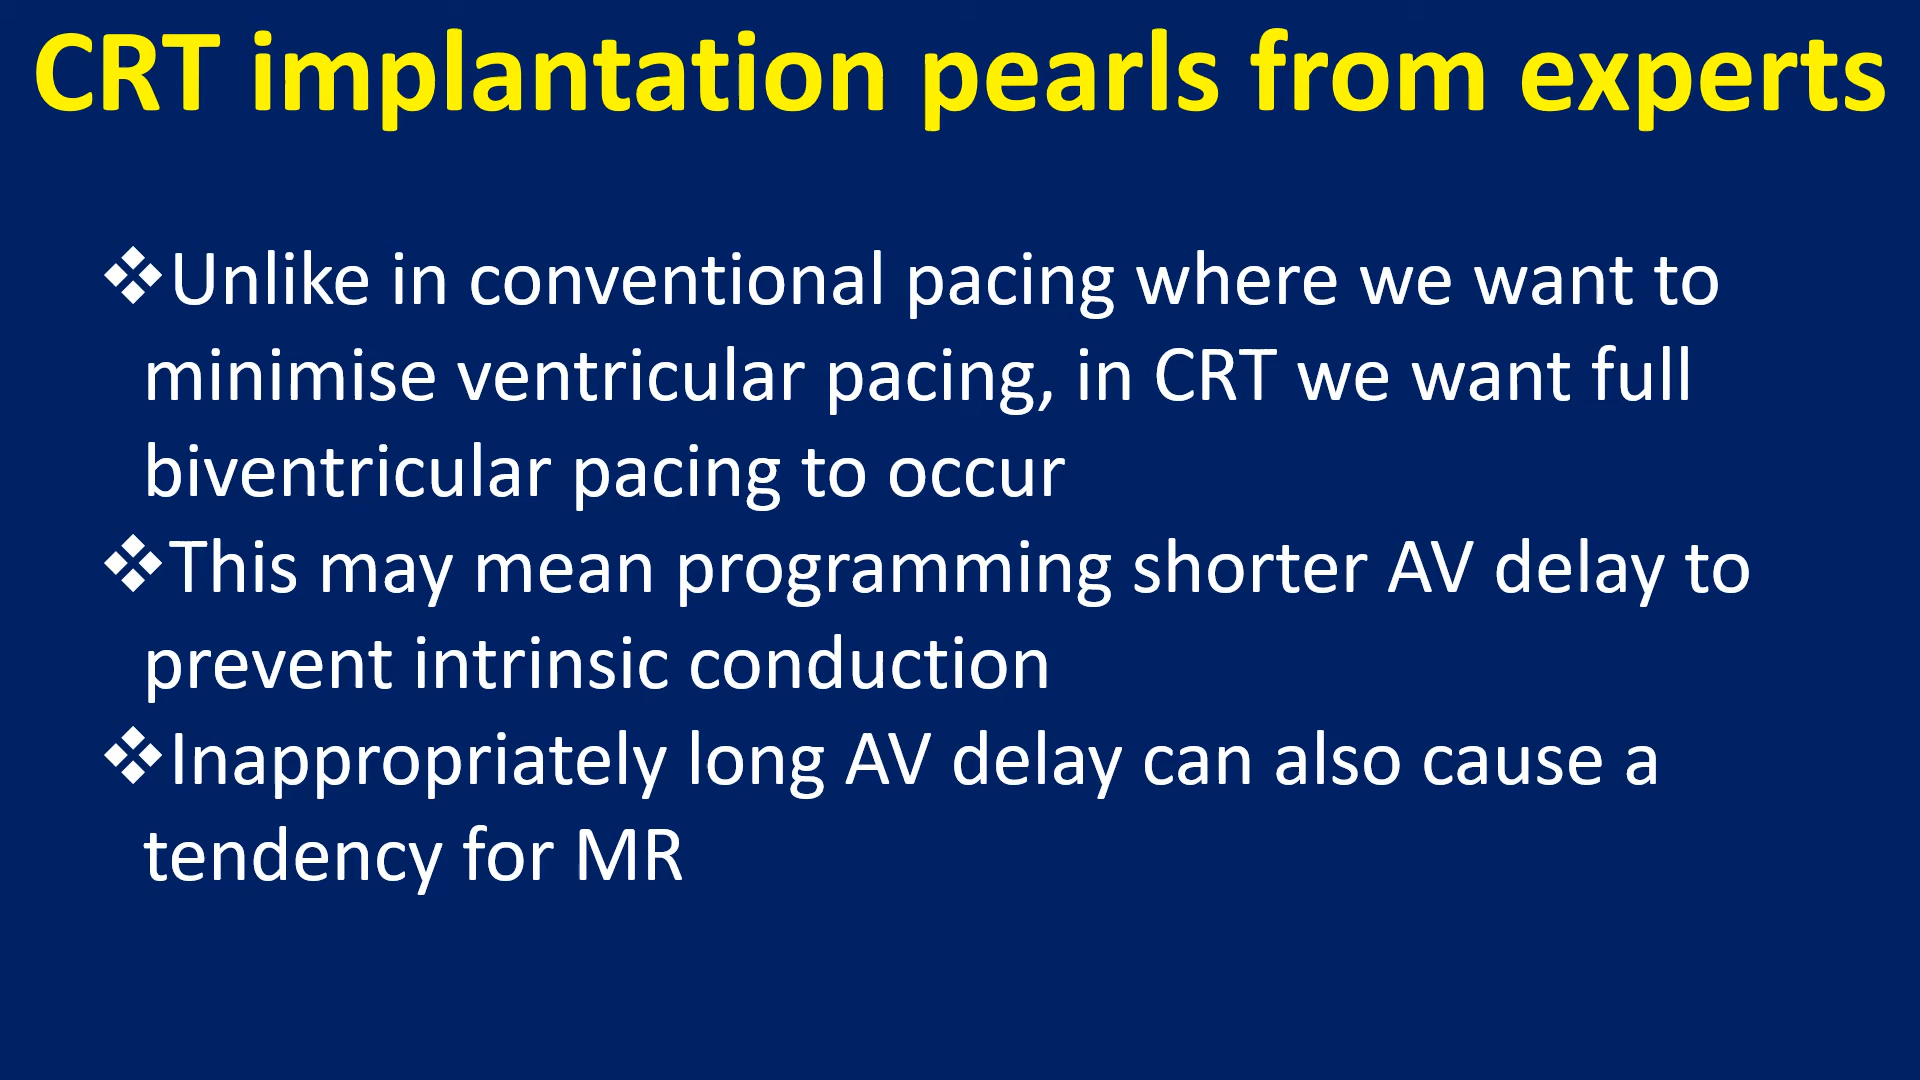 CRT implantation pearls from experts
❖Unlike in conventional pacing where we want to
minimise ventricular pacing, in CRT we want full
biventricular pacing to occur
❖This may mean programming shorter AV delay to
prevent intrinsic conduction
❖Inappropriately long AV delay can also cause a
tendency for MR